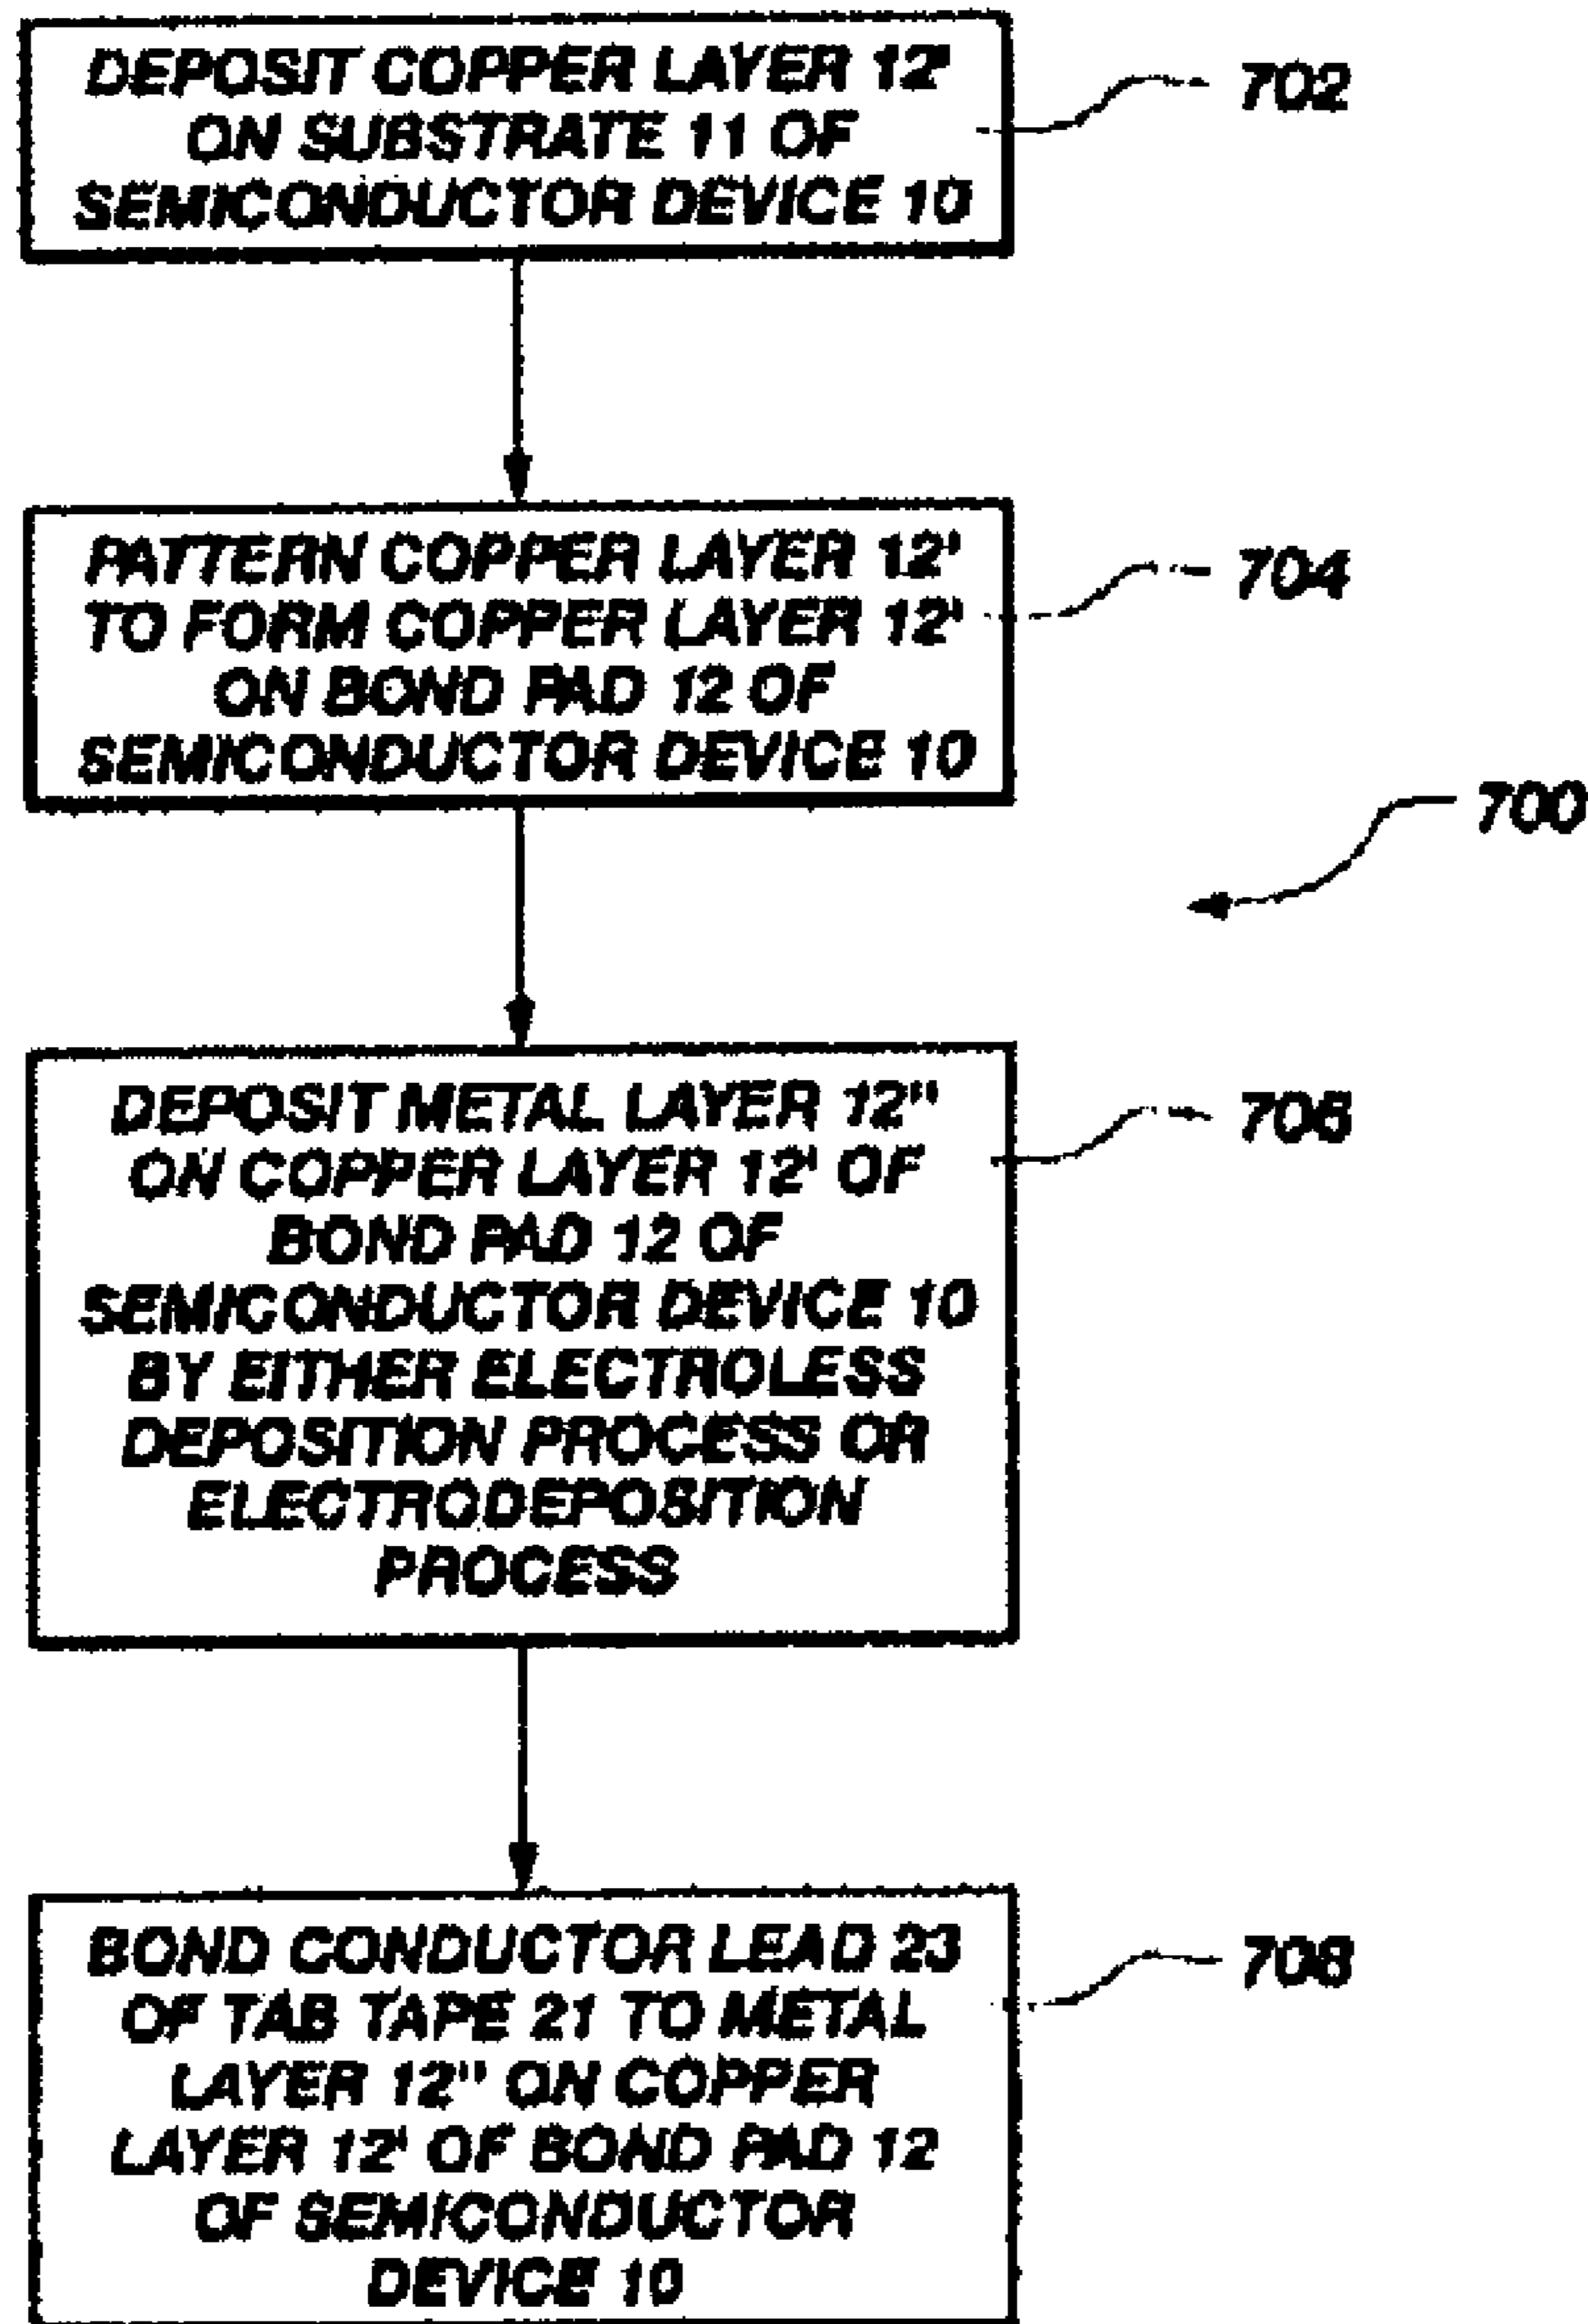 DEPOSIT COPPER LAYER 12'
ON SUBSTRATE 11 OF
SEMICONDUCTOR DEVICE 10
702
PATTERN COPPER LAYER 12'
TO FORM COPPER LAYER 12'
ON BOND PAD 12 OF
SEMICONDUCTOR DEVICE 10
704
700
DEPOSIT METAL LAYER 12"
ON COPPER LAYER 12' OF
BOND PAD 12 OF
SEMICONDUCTOR DEVICE 10
BY EITHER ELECTROLESS
DEPOSITION PROCESS OR
ELECTRODEPOSITION
PROCESS
706
BOND CONDUCTOR LEAD 23
OF TAB TAPE 21 TO METAL
LAYER 12" ON COPPER
LAYER 12' OF BOND PAD 12
OF SEMICONDUCTOR
DEVICE 10
708